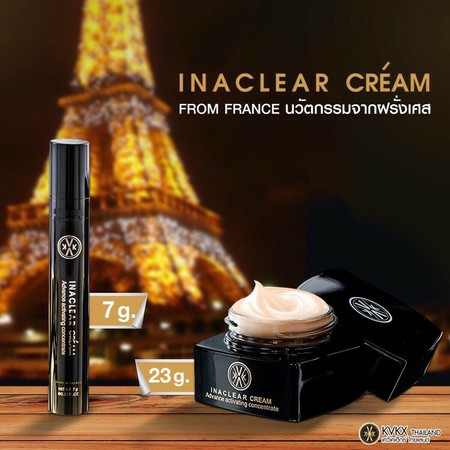 INACLEAR CRÉAM
FROM FRANCE นวัตกรรมจากฝรั่งเศส
INACLEAR CRÉAM
Advance activating concentrate
7 g.
23 g.
INACLEAR CREAM
Advance activating concentrate
KVKX THAILAND